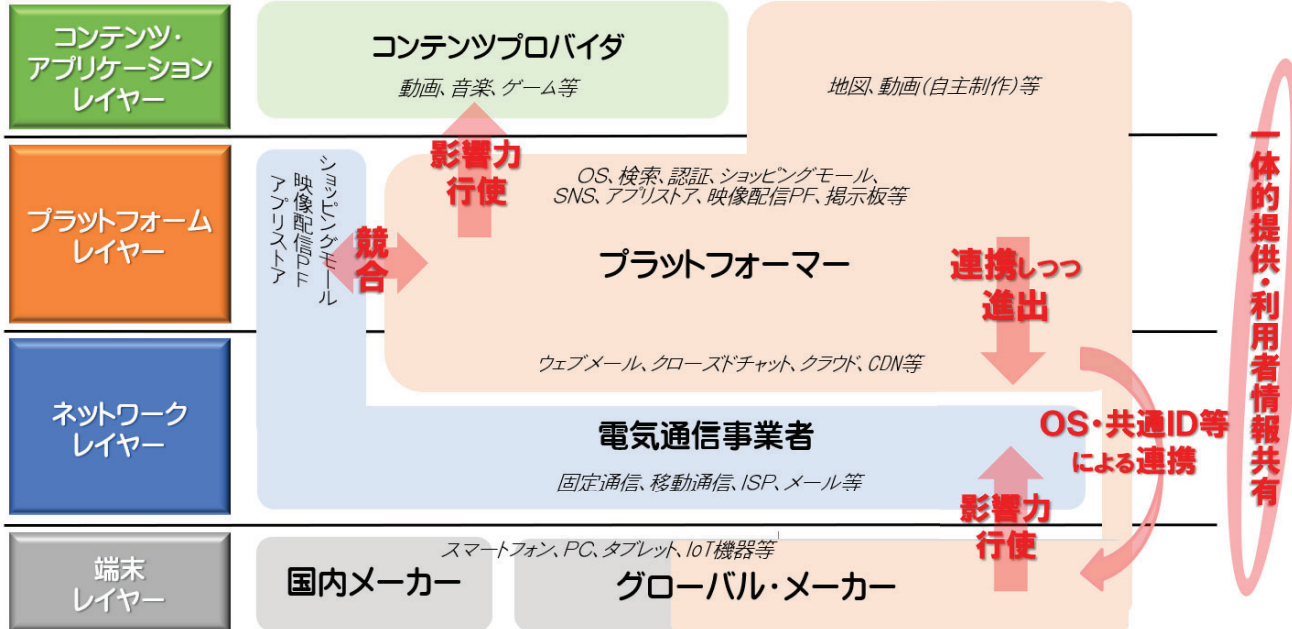 コンテンツ・
アプリケーション
レイヤー
コンテンツプロバイダ
動画、音楽、ゲーム等
地図、動画(自主制作)等
影響力
行使
プラットフォーム
レイヤー
ショッピングモール
映像配信PF
アプリストア
競合
OS、検索、認証、ショッピングモール、
SNS、アプリストア、映像配信PF、掲示板等
プラットフォーマー
連携しつつ
進出
ウェブメール、クローズドチャット、クラウド、CDN等
ネットワーク
レイヤー
電気通信事業者
固定通信、移動通信、ISP、メール等
OS・共通ID等
による連携
影響力
行使
端末
レイヤー
スマートフォン、PC、タブレット、IoT機器等
国内メーカー
グローバル・メーカー
一体的提供・利用者情報共有